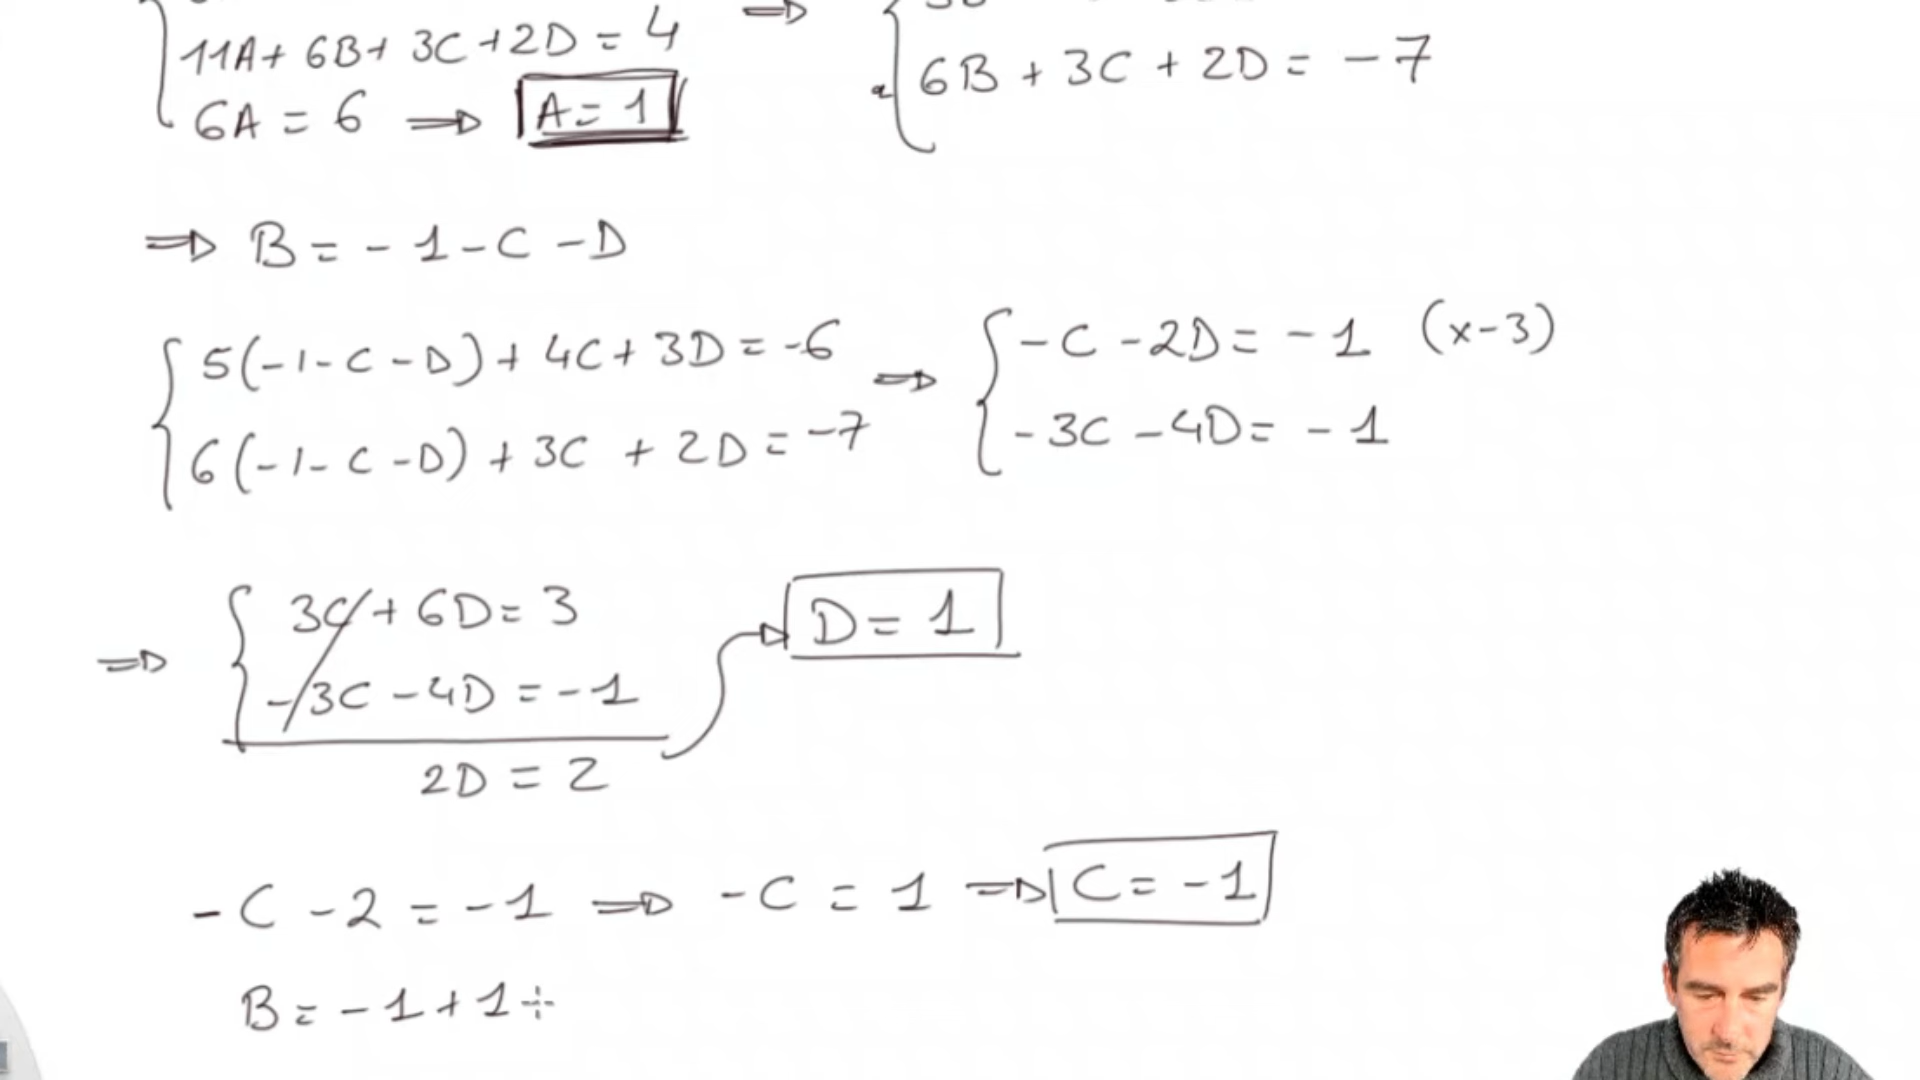 11A + 6B + 3C + 2D = 4 ⇒
6A = 6 ⇒ A = 1
6B + 3C + 2D = -7
⇒ B = -1 - C - D
5(-1-C-D) + 4C + 3D = -6
6(-1-C-D) + 3C + 2D = -7
⇒ -C - 2D = -1 (x-3)
-3C - 4D = -1
⇒ 3C + 6D = 3
-3C - 4D = -1
2D = 2
D = 1
-C - 2 = -1 ⇒ -C = 1 ⇒ C = -1
B = -1 + 1